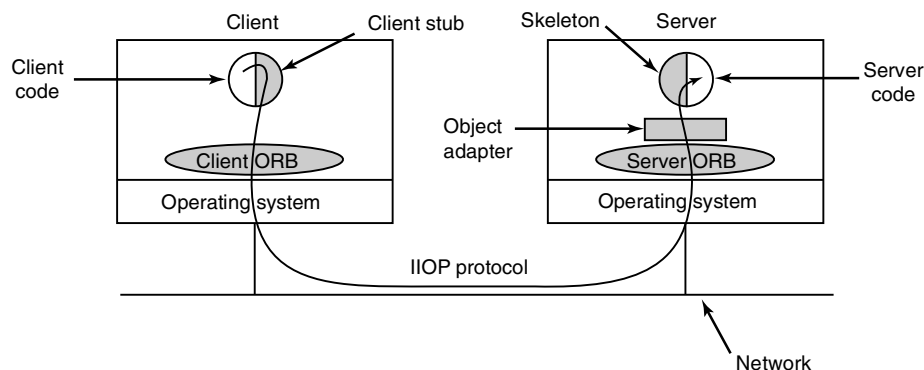 Client
Server
Client stub
Skeleton
Client
code
Server
code
Object
adapter
Client ORB
Server ORB
Operating system
Operating system
IIOP protocol
Network